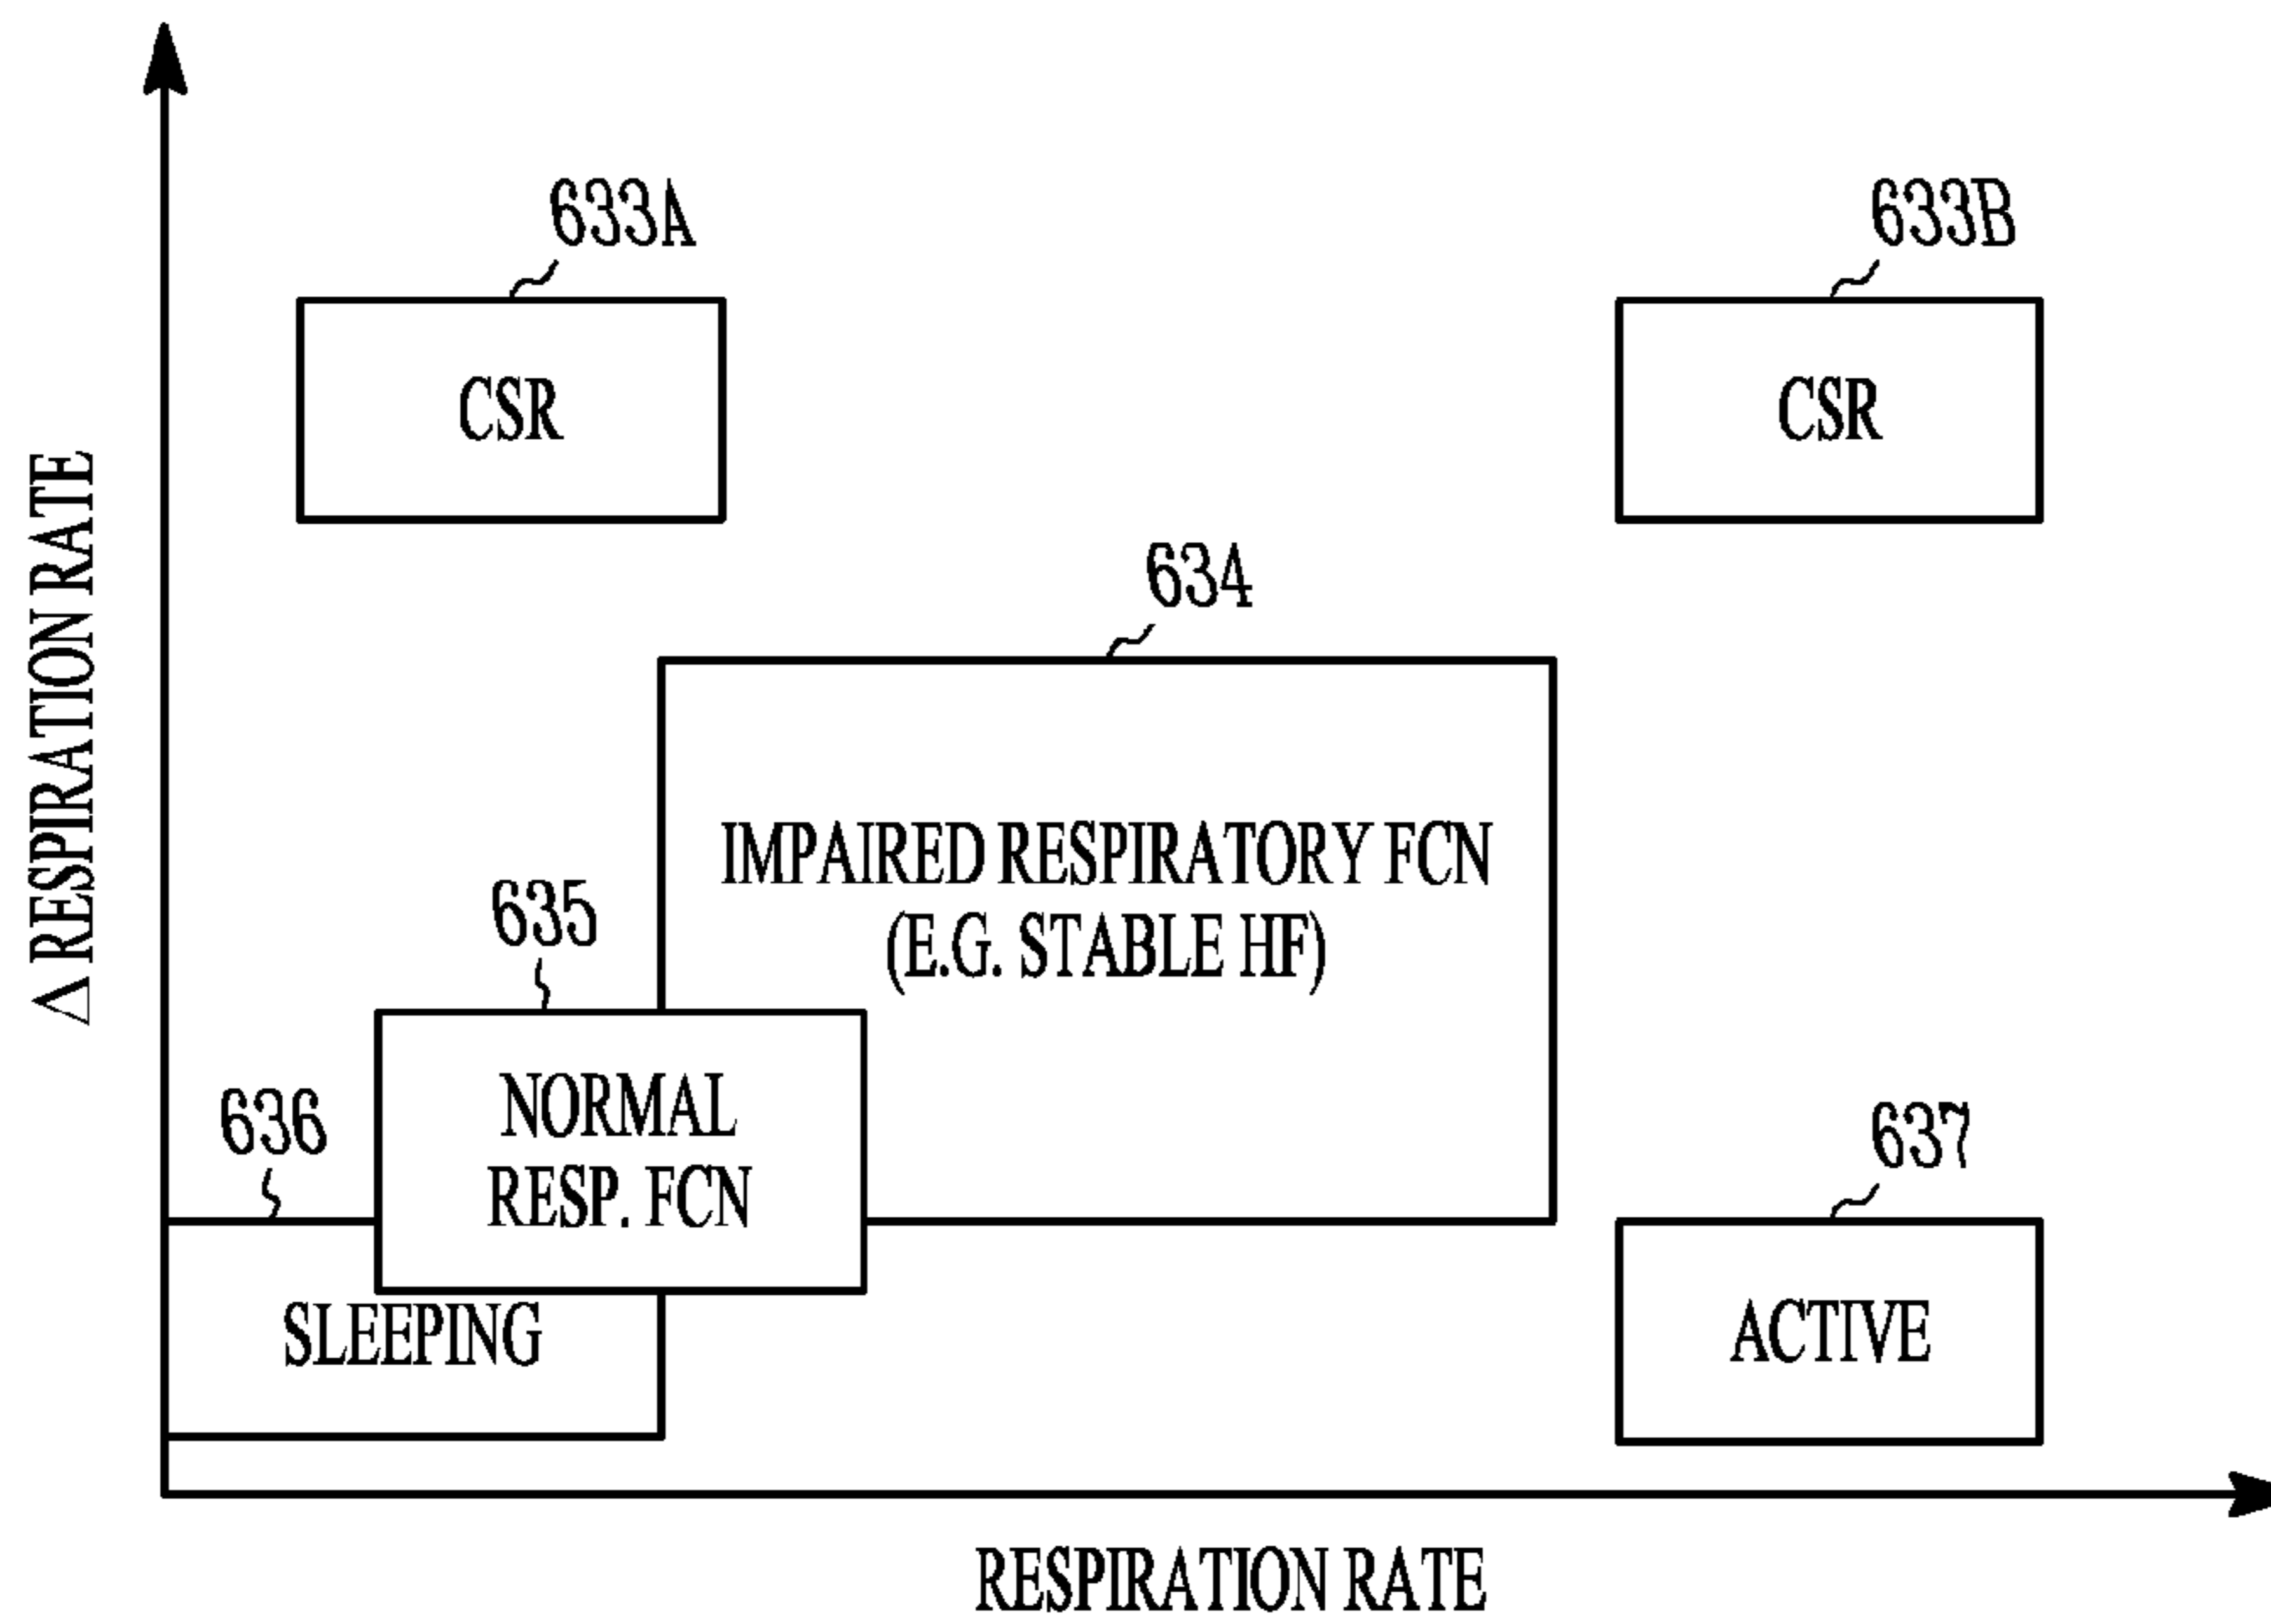 633A
633B
CSR
CSR
634
Δ RESPIRATION RATE
IMPAIRED RESPIRATORY FCN
(E.G. STABLE HF)
635
NORMAL
RESP. FCN
636
637
SLEEPING
ACTIVE
RESPIRATION RATE